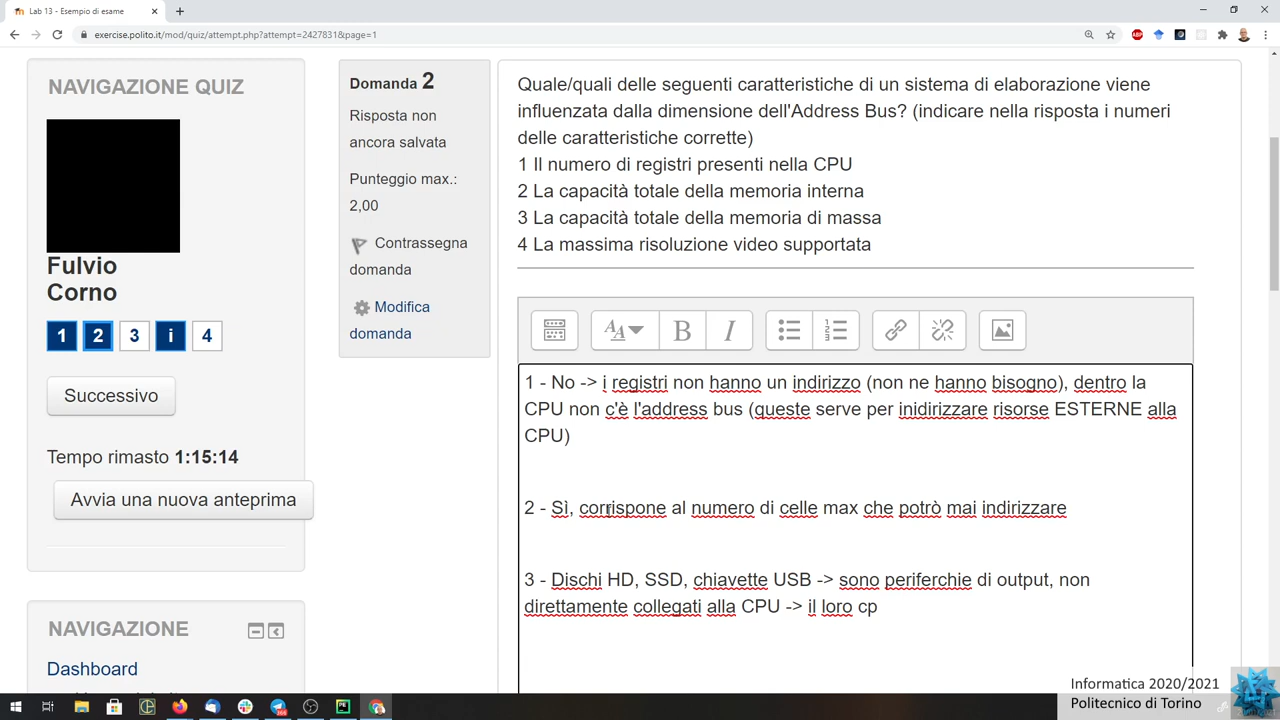 Lab 13 - Esempio di esame
exercise.polito.it/mod/quiz/attempt.php?attempt=2427831&page=1
NAVIGAZIONE QUIZ
Fulvio
Corno
1 2 3 i 4
Successivo
Tempo rimasto 1:15:14
Avvia una nuova anteprima
NAVIGAZIONE
Dashboard
Domanda 2
Risposta non
ancora salvata
Punteggio max.:
2,00
Contrassegna
domanda
Modifica
domanda
Quale/quali delle seguenti caratteristiche di un sistema di elaborazione viene
influenzata dalla dimensione dell'Address Bus? (indicare nella risposta i numeri
delle caratteristiche corrette)
1 Il numero di registri presenti nella CPU
2 La capacità totale della memoria interna
3 La capacità totale della memoria di massa
4 La massima risoluzione video supportata
1 - No -> i registri non hanno un indirizzo (non ne hanno bisogno), dentro la
CPU non c'è l'address bus (queste serve per inidirizzare risorse ESTERNE alla
CPU)
2 - Sì, corrispone al numero di celle max che potrò mai indirizzare
3 - Dischi HD, SSD, chiavette USB -> sono periferchie di output, non
direttamente collegati alla CPU -> il loro cp
Informatica 2020/2021
Politecnico di Torino